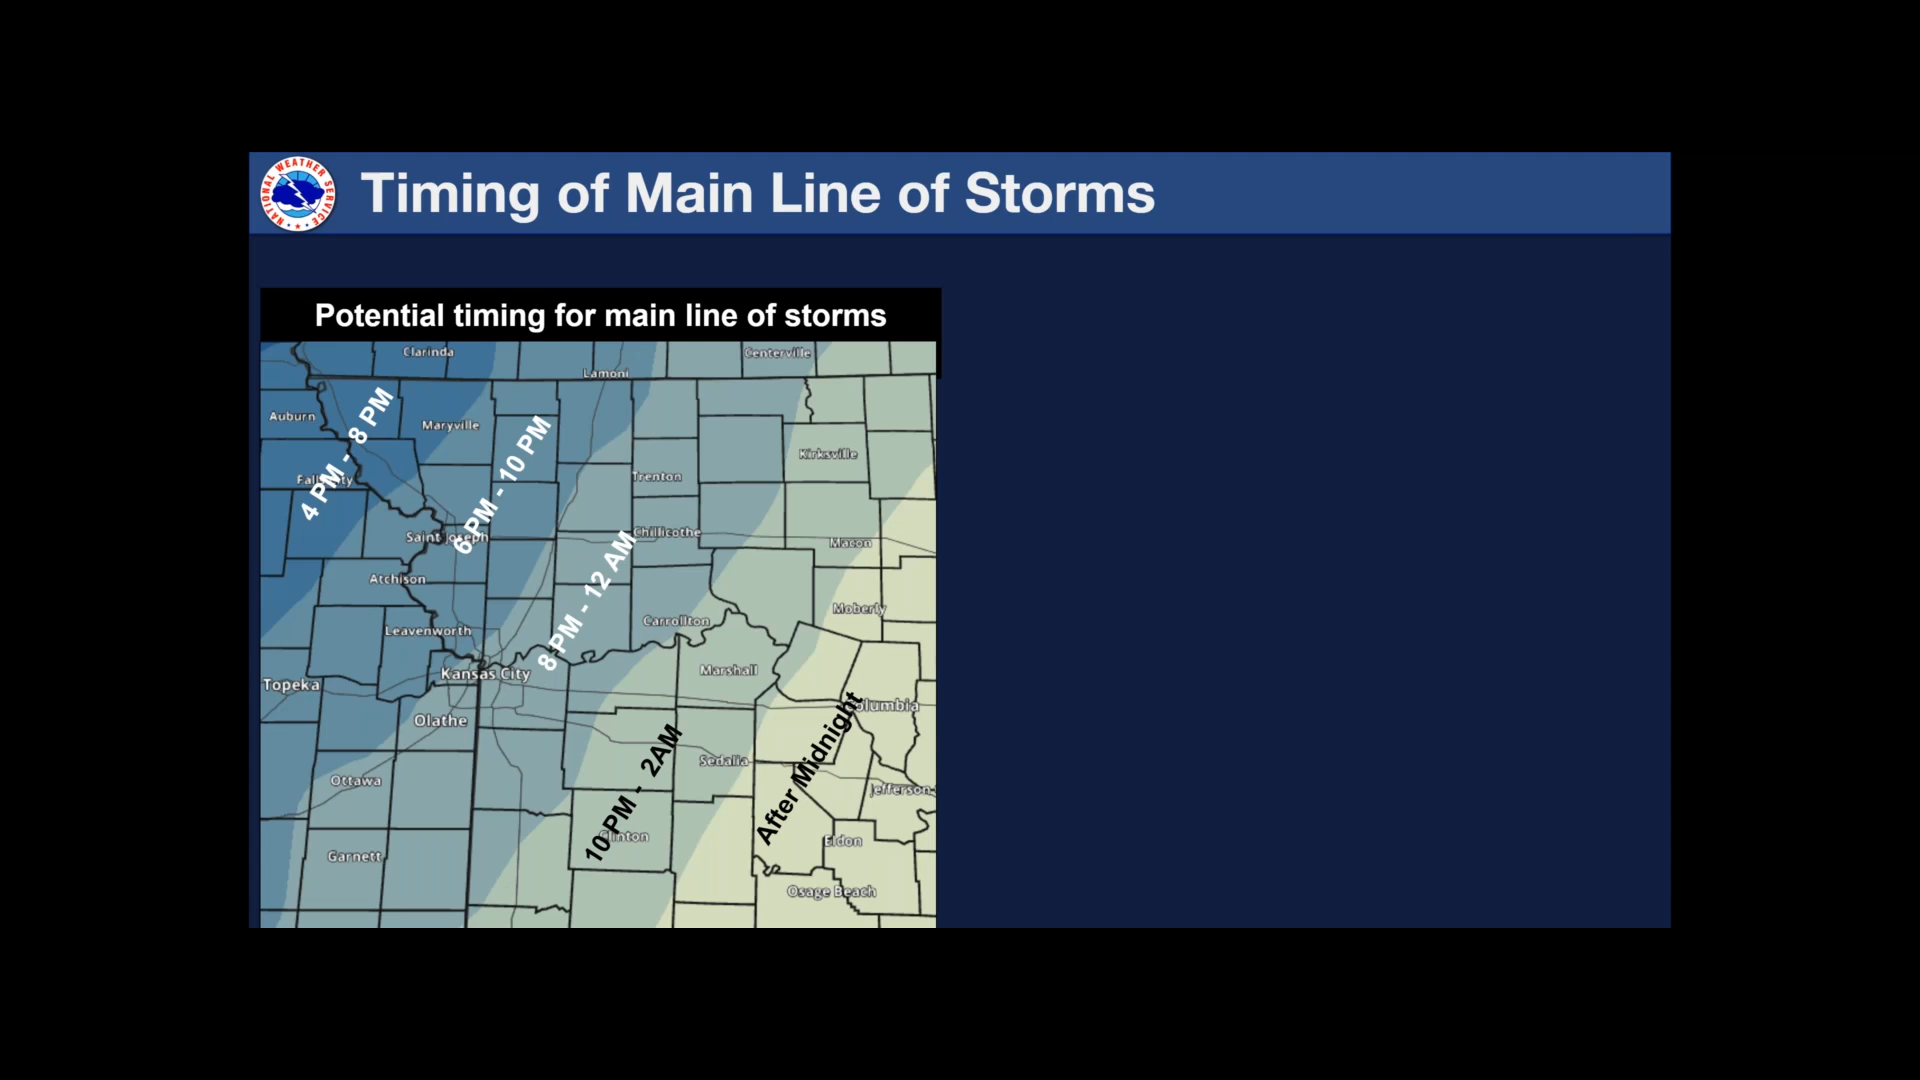 NATIONAL WEATHER SERVICE
Timing of Main Line of Storms
Potential timing for main line of storms
Clarinda
Centerville
Lamoni
Auburn
4 PM - 8 PM
Maryville
6 PM - 10 PM
Kirksville
Trenton
Saint Joseph
8 PM - 12 AM
Chillicothe
Macon
Atchison
Moberly
Carrollton
Leavenworth
Kansas City
Marshall
Topeka
Olathe
10 PM - 2AM
After Midnight
Sedalia
Ottawa
Jefferson
Eldon
Garnett
Osage Beach